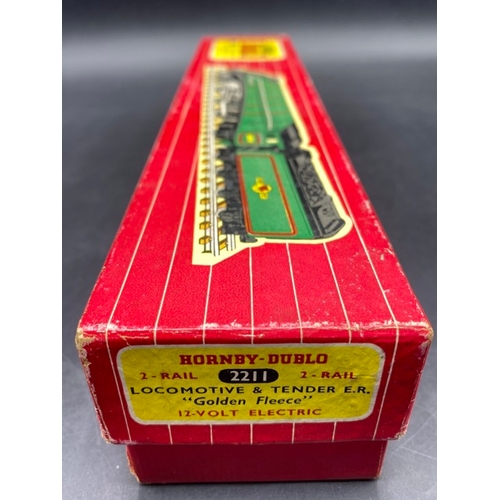 HORNBY-DUBLO
2-RAIL 2211 2-RAIL
LOCOMOTIVE & TENDER E.R.
"Golden Fleece"
12-VOLT ELECTRIC